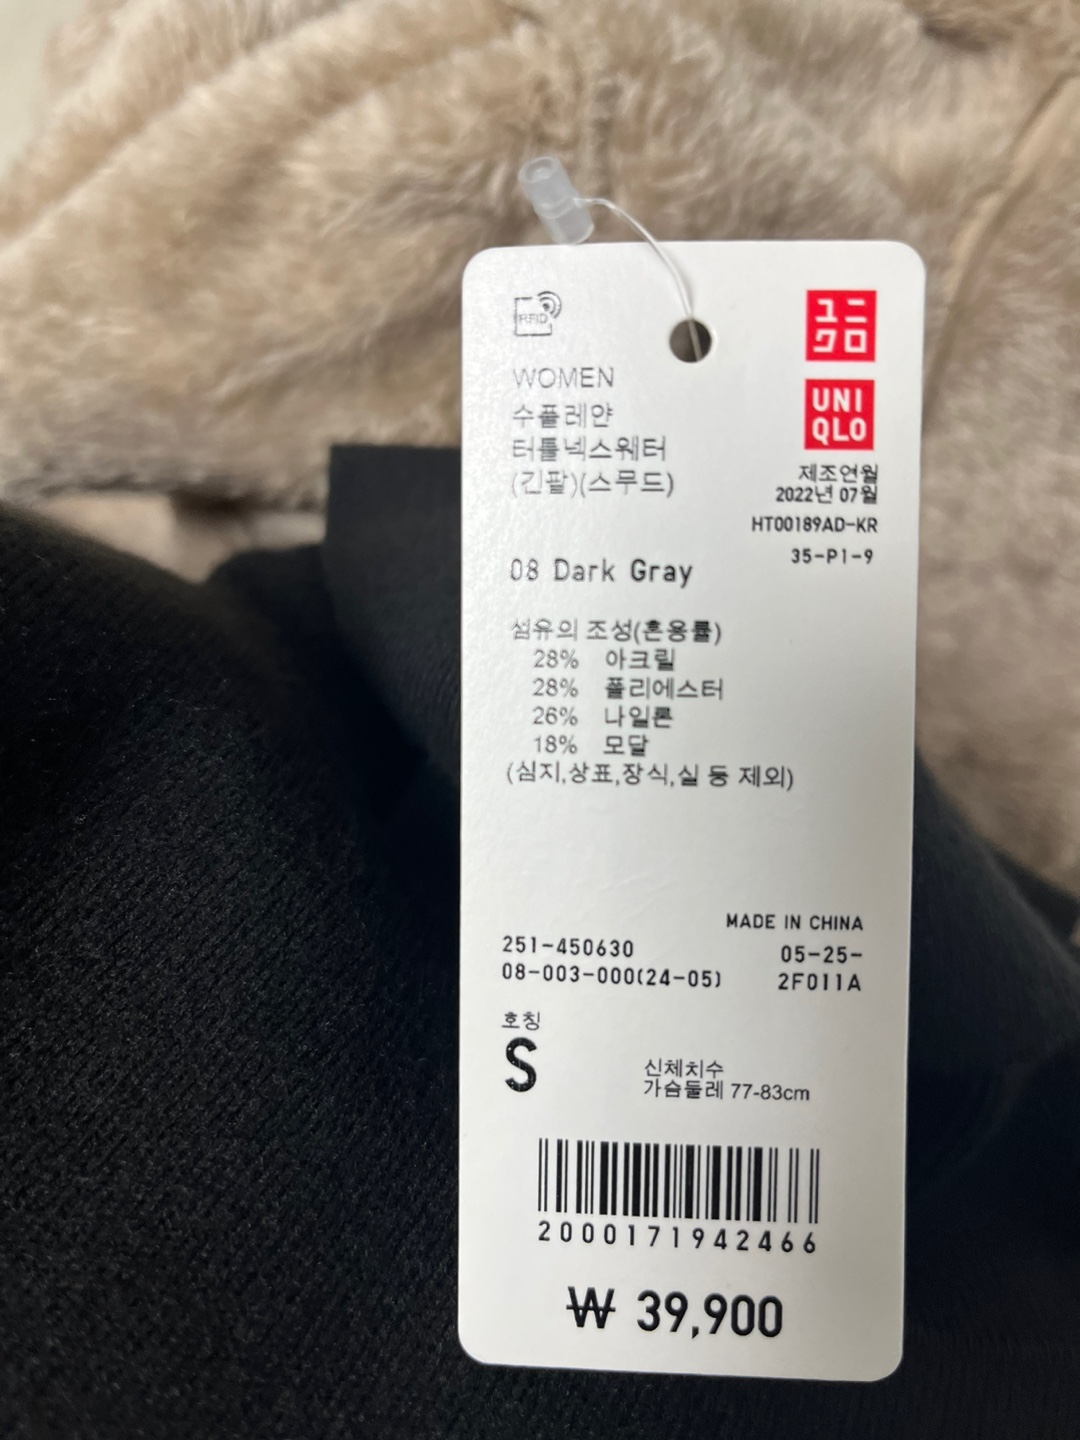 RFID
ユニ
クロ
UNI
QLO
WOMEN
수플레얀
터틀넥스웨터
(긴팔)(스무드)
제조연월
2022년 07월
HT00189AD-KR
35-P1-9
08 Dark Gray
섬유의 조성(혼용률)
28% 아크릴
28% 폴리에스터
26% 나일론
18% 모달
(심지,상표,장식,실 등 제외)
MADE IN CHINA
251-450630 05-25-
08-003-000(24-05) 2F011A
호칭
S
신체치수
가슴둘레 77-83cm
2000171942466
₩ 39,900